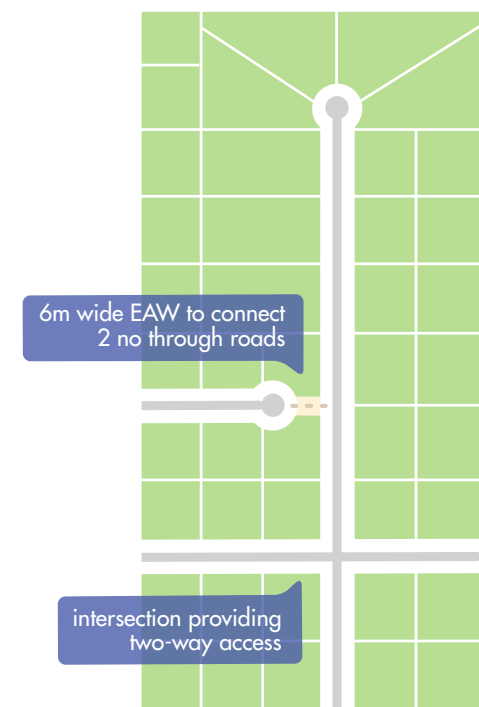 6m wide EAW to connect
2 no through roads
intersection providing
two-way access